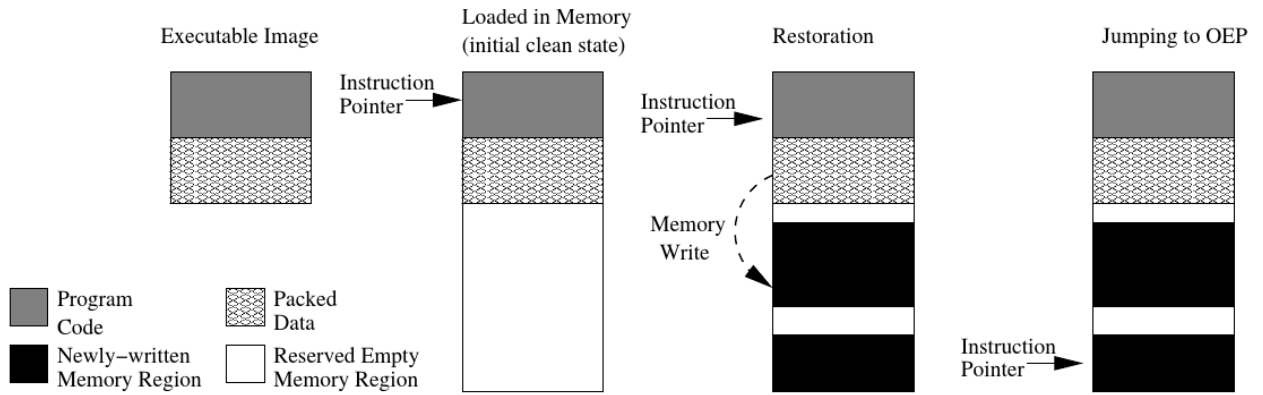 Executable Image
Loaded in Memory
(initial clean state)
Restoration
Jumping to OEP
Instruction
Pointer
Instruction
Pointer
Memory
Write
Instruction
Pointer
Program
Code
Packed
Data
Newly−written
Memory Region
Reserved Empty
Memory Region